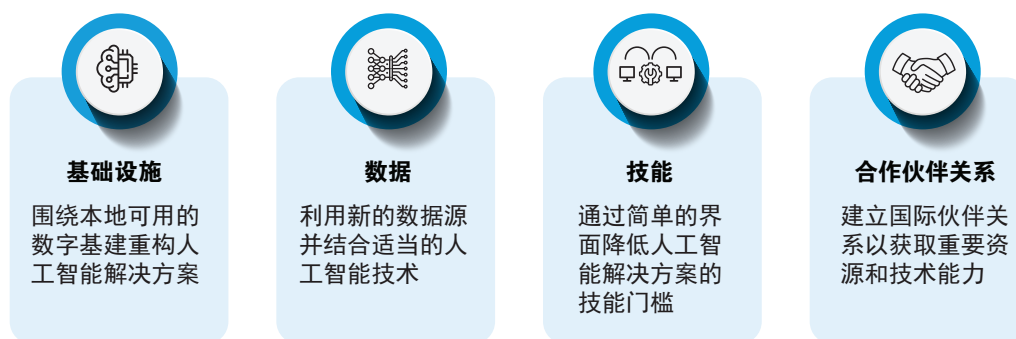 基础设施
围绕本地可用的
数字基建重构人
工智能解决方案
数据
利用新的数据源
并结合适当的人
工智能技术
技能
通过简单的界
面降低人工智
能解决方案的
技能门槛
合作伙伴关系
建立国际伙伴关
系以获取重要资
源和技术能力